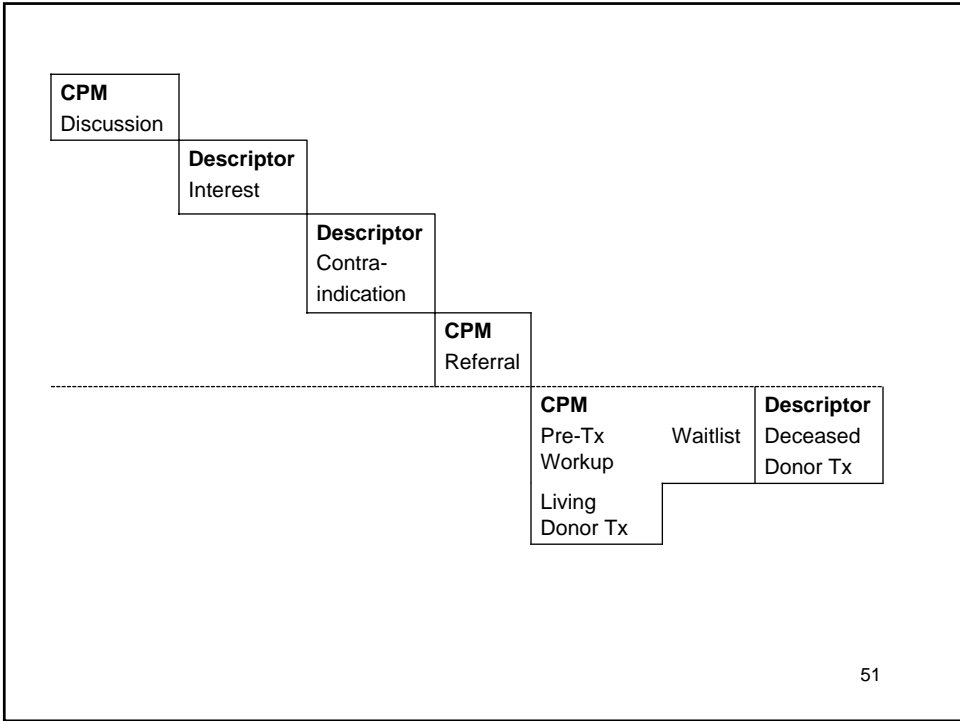 CPM
Discussion
Descriptor
Interest
Descriptor
Contra-
indication
CPM
Referral
CPM
Pre-Tx
Workup
Living
Donor Tx
Waitlist
Descriptor
Deceased
Donor Tx
51